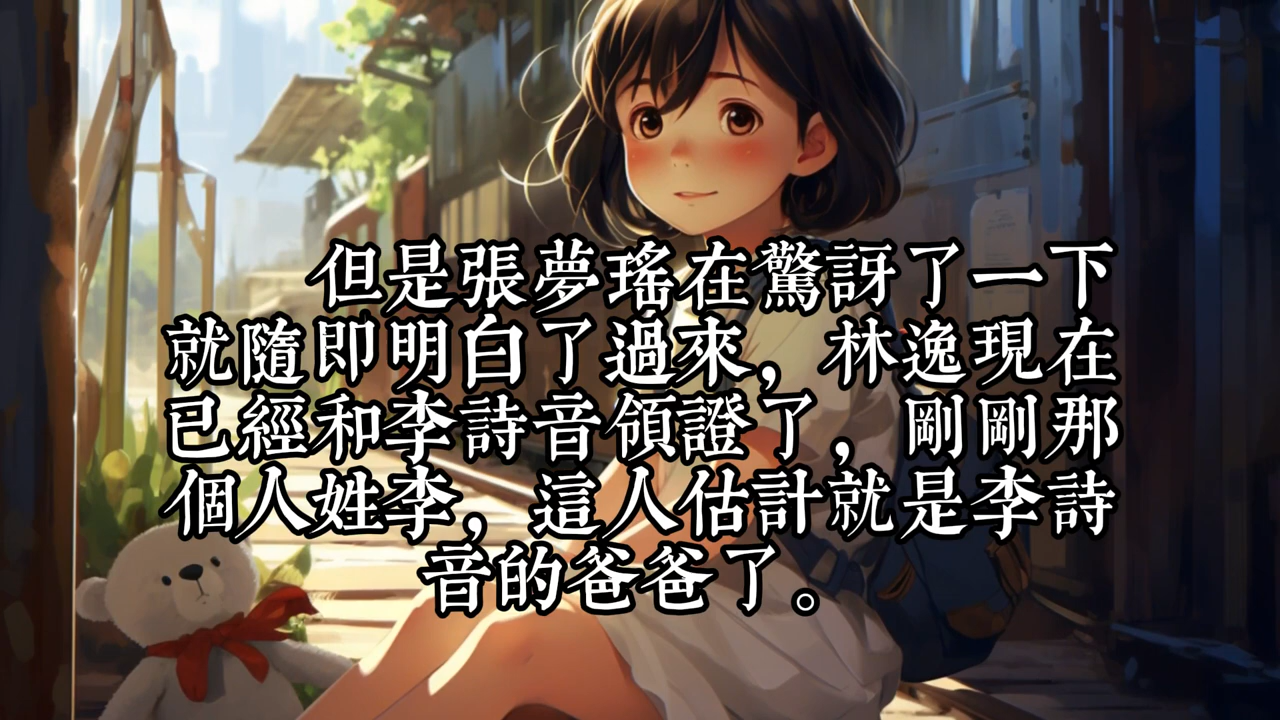 但是張夢瑤在驚訝了一下
就隨即明白了過來，林逸現在
已經和李詩音領證了，剛剛那
個人姓李，這人估計就是李詩
音的爸爸了。